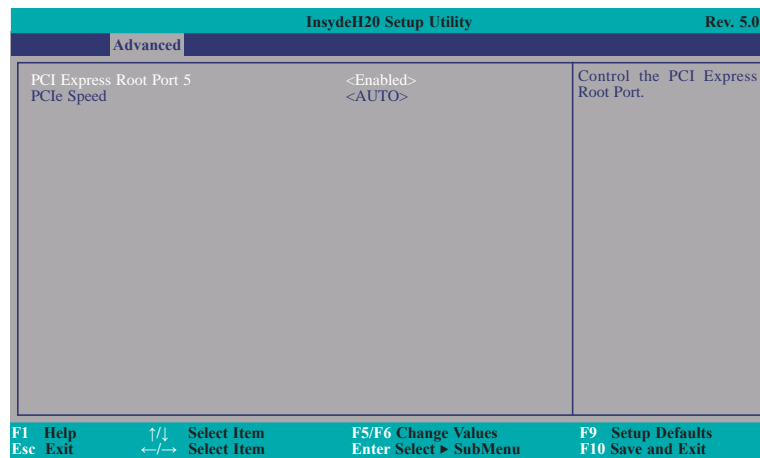 InsydeH20 Setup Utility Rev. 5.0
Advanced
PCI Express Root Port 5 <Enabled> Control the PCI Express
PCIe Speed <AUTO> Root Port.
F1 Help ↑/↓ Select Item F5/F6 Change Values F9 Setup Defaults
Esc Exit ←/→ Select Item Enter Select ► SubMenu F10 Save and Exit